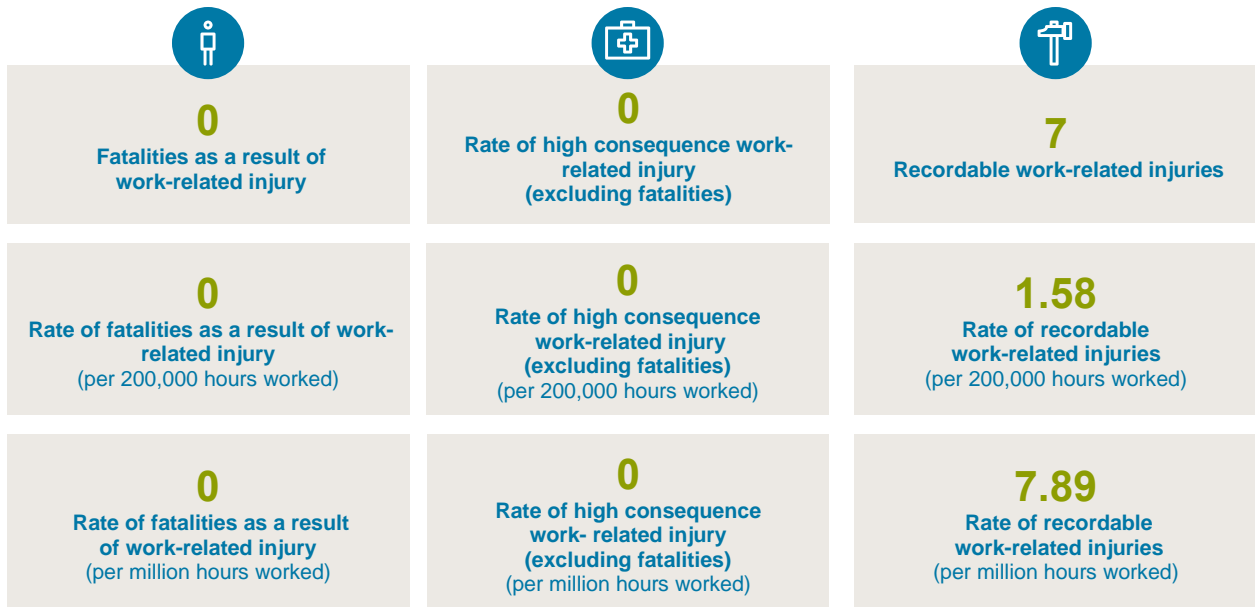 0
Fatalities as a result of
work-related injury
0
Rate of high consequence work-
related injury
(excluding fatalities)
7
Recordable work-related injuries
0
Rate of fatalities as a result of work-
related injury
(per 200,000 hours worked)
0
Rate of high consequence
work-related injury
(excluding fatalities)
(per 200,000 hours worked)
1.58
Rate of recordable
work-related injuries
(per 200,000 hours worked)
0
Rate of fatalities as a result
of work-related injury
(per million hours worked)
0
Rate of high consequence
work- related injury
(excluding fatalities)
(per million hours worked)
7.89
Rate of recordable
work-related injuries
(per million hours worked)